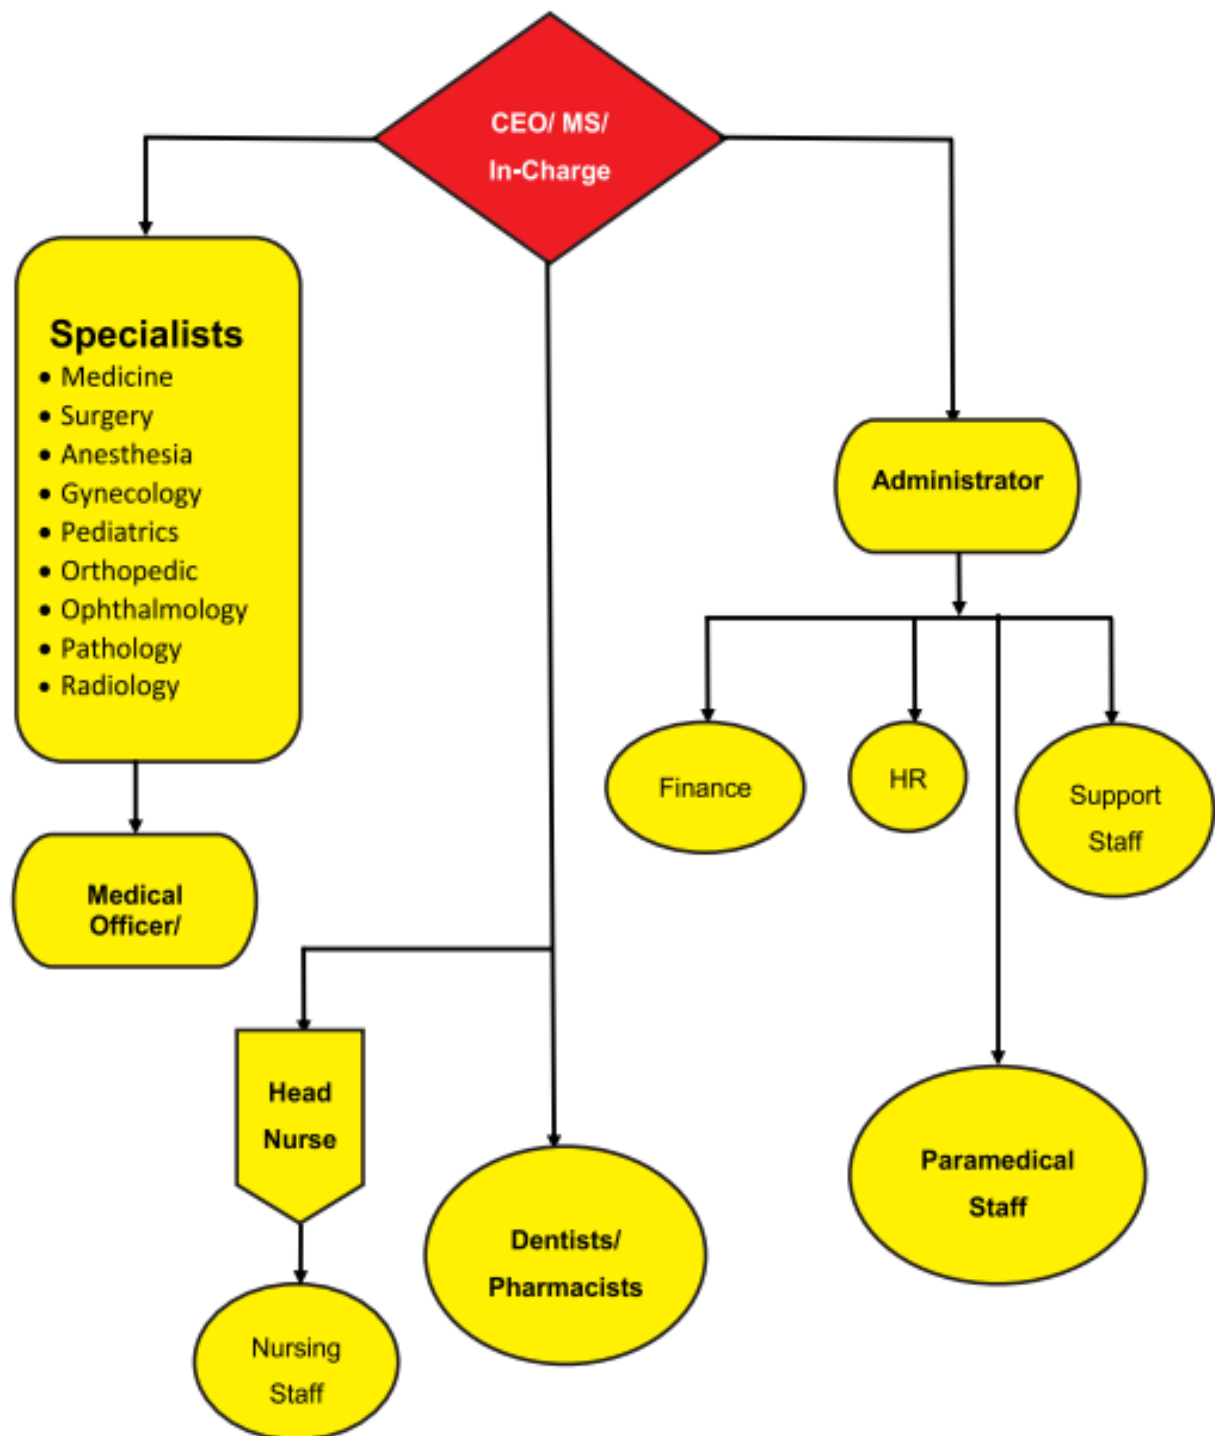 CEO/ MS/
In-Charge
Specialists
• Medicine
• Surgery
• Anesthesia
• Gynecology
• Pediatrics
• Orthopedic
• Ophthalmology
• Pathology
• Radiology
Administrator
Finance
HR
Support
Staff
Medical
Officer/
Head
Nurse
Paramedical
Staff
Dentists/
Pharmacists
Nursing
Staff